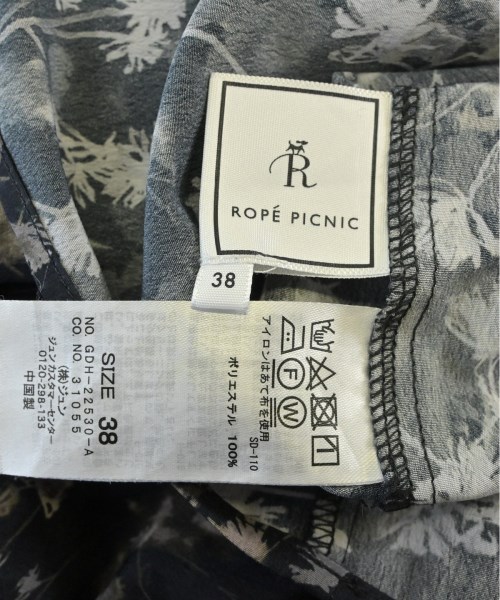 R
ROPÉ PICNIC
38
SIZE 38
NO. GDH-22530-A
CO NO. 31055
(株)ジュン
ジュン カスタマーセンター
0120-298-133
中国製
F
W
アイロンはあて布を使用
SD-110
ポリエステル 100%